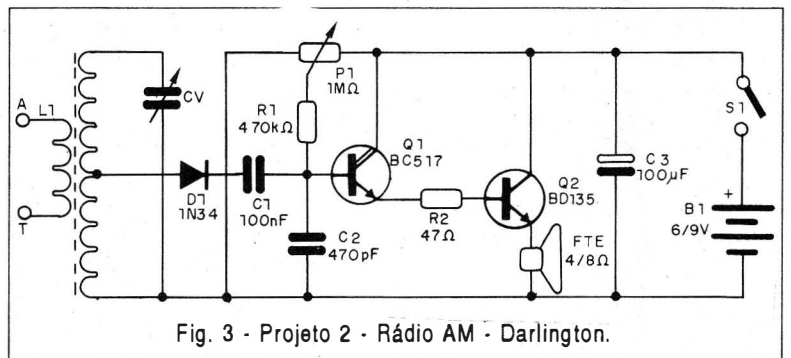 A
L1
T
CV
D1
1N34
C1
100nF
R1
470kΩ
P1
1MΩ
C2
470pF
Q1
BC517
R2
47Ω
Q2
BD135
FTE
4/8Ω
C3
100µF
S1
+
B1
6/9V
Fig. 3 - Projeto 2 - Rádio AM - Darlington.